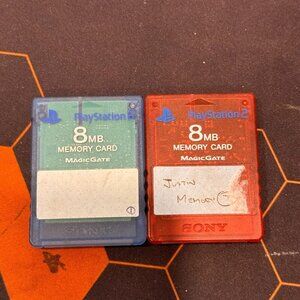 PlayStation 2
8MB
MEMORY CARD
MAGICGATE
SONY
PlayStation 2
8MB
MEMORY CARD
MAGICGATE
JUSTIN
MEMORY
SONY